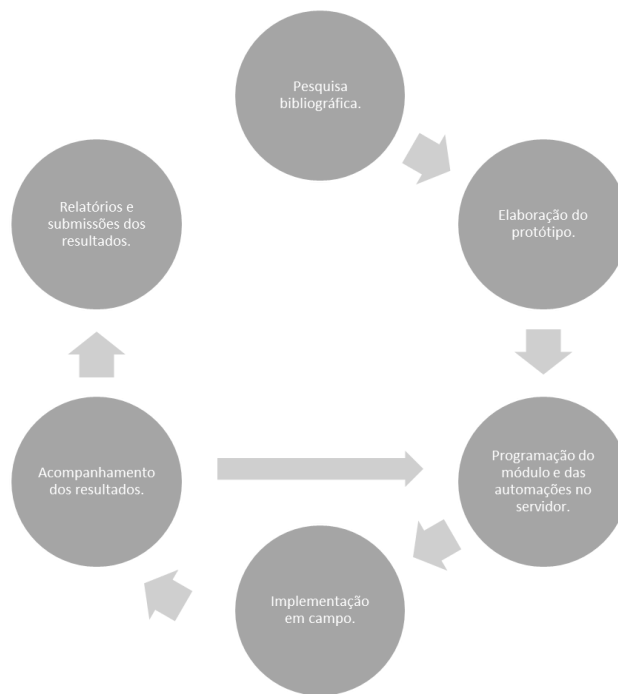 Pesquisa
bibliográfica.
Elaboração do
protótipo.
Programação do
módulo e das
automações no
servidor.
Implementação
em campo.
Acompanhamento
dos resultados.
Relatórios e
submissões dos
resultados.